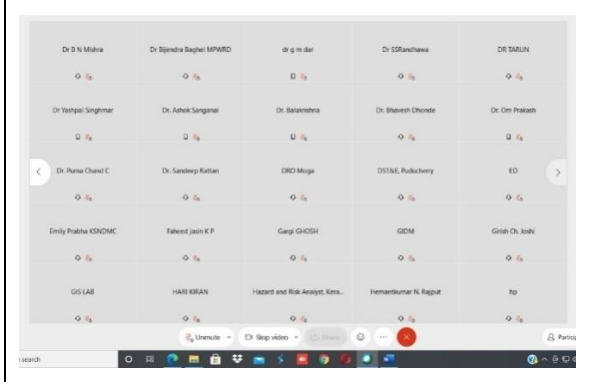 Dr B N Mishra
Dr Bijendra Baghel MPWRD
dr g m dar
Dr SSRandhawa
DR TARUN
Dr Yashpal Singhmar
Dr. Ashok Sanganal
Dr. Balakrishna
Dr. Bhavesh Dhonde
Dr. Om Prakash
Dr. Purna Chand C
Dr. Sandeep Rattan
DRO Moga
DST&E, Puducherry
ED
Emily Prabha KSNDMC
Faheed jasin K P
Gargi GHOSH
GIDM
Girish Ch. Joshi
GIS LAB
HARI KIRAN
Hazard and Risk Analyst, Kera...
Hemantkumar N. Rajput
hp
Unmute
Stop video
Share
Particip
search